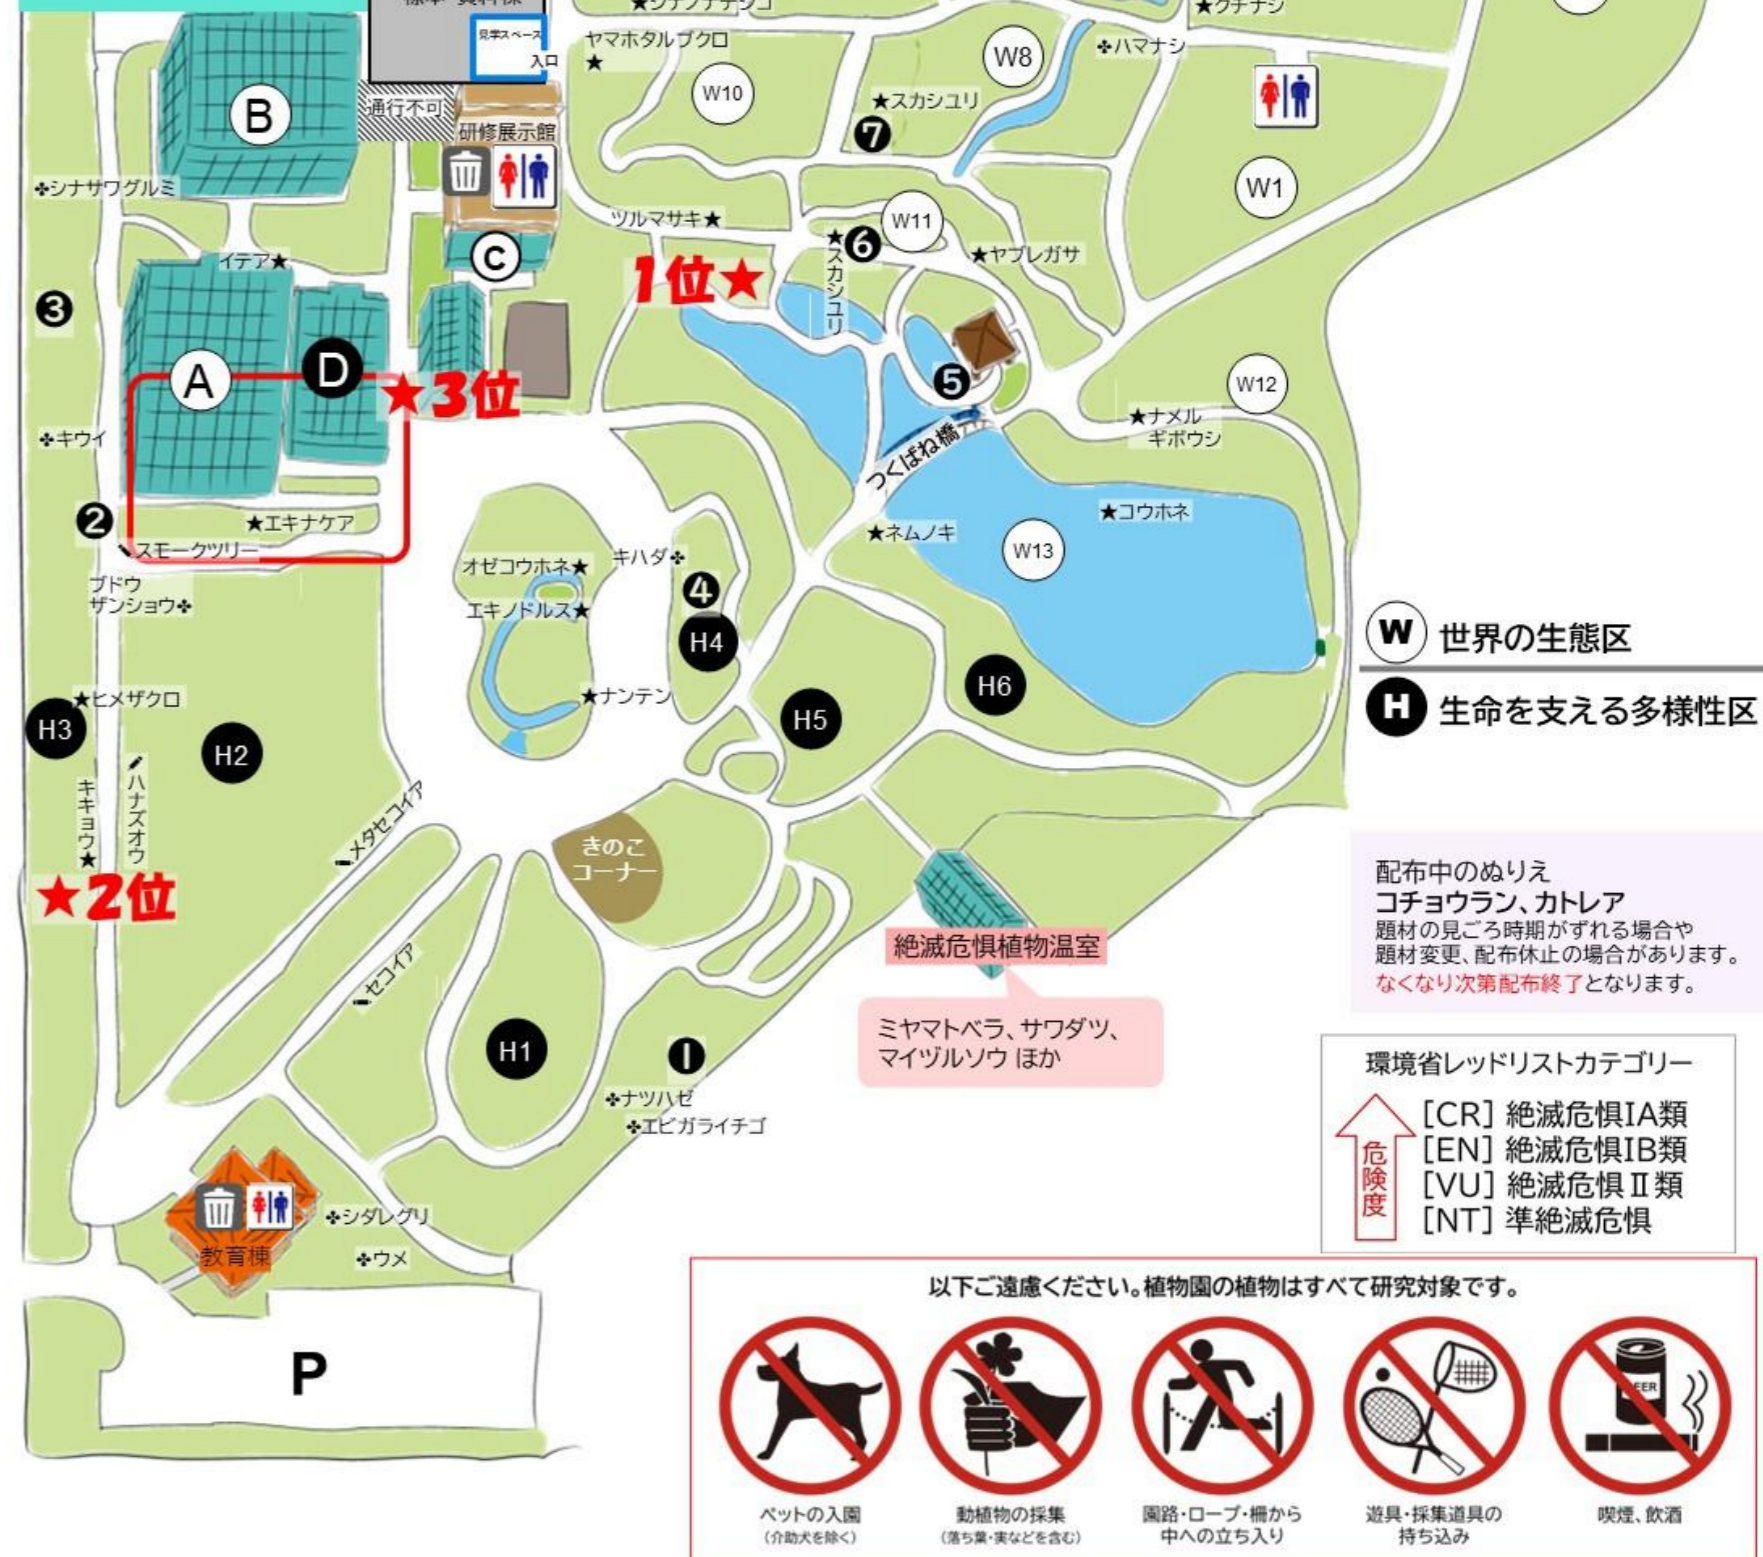 見学スペース
入口
通行不可
研修展示館
B
✤シナサワグルミ
イテア★
C
❸
A
D
★3位
✤キウイ
❷
★エキナケア
スモークツリー
ブドウ
ザンショウ✤
★ヒメザクロ
H3
H2
キキョウ★
ハナズオウ
★2位
メタセコイア
セコイア
ヤマホタルブクロ
★
W10
W8
★クチナシ
✤ハマナシ
★スカシユリ
❼
W1
ツルマサキ★
W11
❻
★スカシユリ
★ヤブレガサ
1位★
❺
W12
★ナメル
ギボウシ
つくばね橋
★コウホネ
★ネムノキ
W13
オゼコウホネ★
キハダ✤
エキノドルス★
❹
H4
★ナンテン
H5
H6
きのこ
コーナー
絶滅危惧植物温室
ミヤマトベラ、サワダツ、
マイヅルソウ ほか
H1
❶
✤ナツハゼ
✤エビガライチゴ
✤シダレグリ
教育棟
✤ウメ
P
W 世界の生態区
H 生命を支える多様性区
配布中のぬりえ
コチョウラン、カトレア
題材の見ごろ時期がずれる場合や
題材変更、配布休止の場合があります。
なくなり次第配布終了となります。
環境省レッドリストカテゴリー
危険度
[CR] 絶滅危惧IA類
[EN] 絶滅危惧IB類
[VU] 絶滅危惧Ⅱ類
[NT] 準絶滅危惧
以下ご遠慮ください。植物園の植物はすべて研究対象です。
BEER
ペットの入園
(介助犬を除く)
動植物の採集
(落ち葉・実などを含む)
園路・ロープ・柵から
中への立ち入り
遊具・採集道具の
持ち込み
喫煙、飲酒